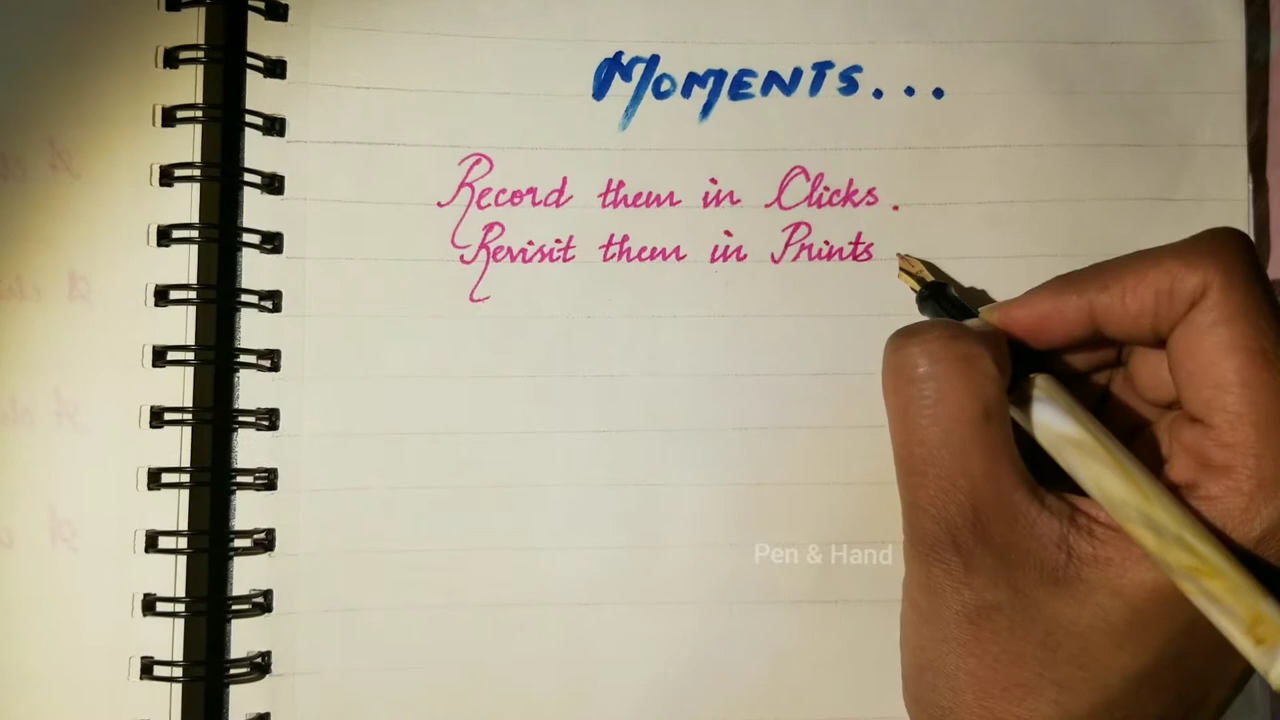 MOMENTS...
Record them in Clicks.
Revisit them in Prints
Pen & Hand